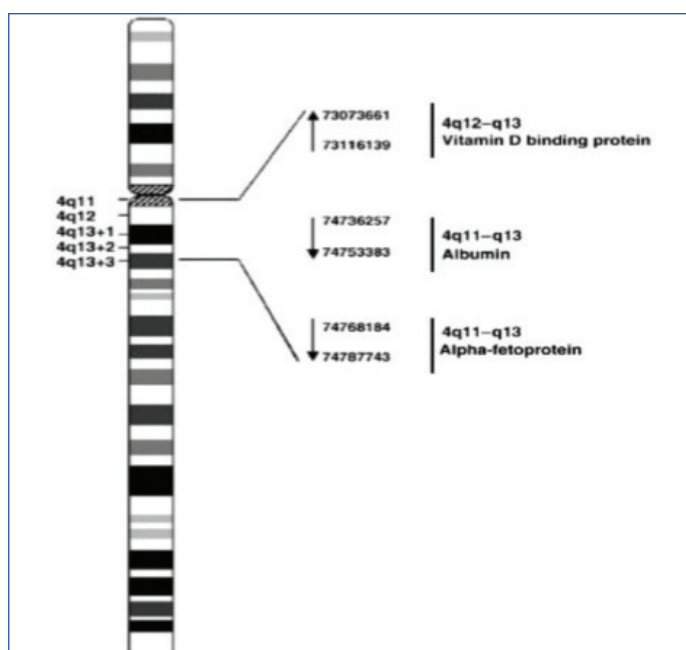 4q11
4q12
4q13+1
4q13+2
4q13+3
73073661
73116139
4q12–q13
Vitamin D binding protein
74736257
74753383
4q11–q13
Albumin
74768184
74787743
4q11–q13
Alpha-fetoprotein